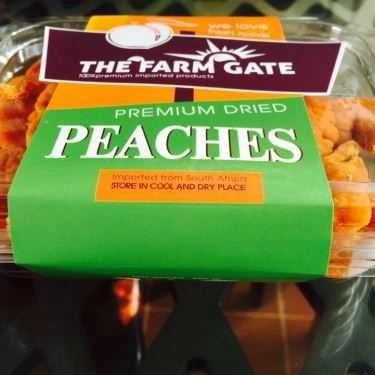 we love
fresh foods
THE FARM GATE
100%premium imported products
PREMIUM DRIED
PEACHES
Imported from South Africa
STORE IN COOL AND DRY PLACE